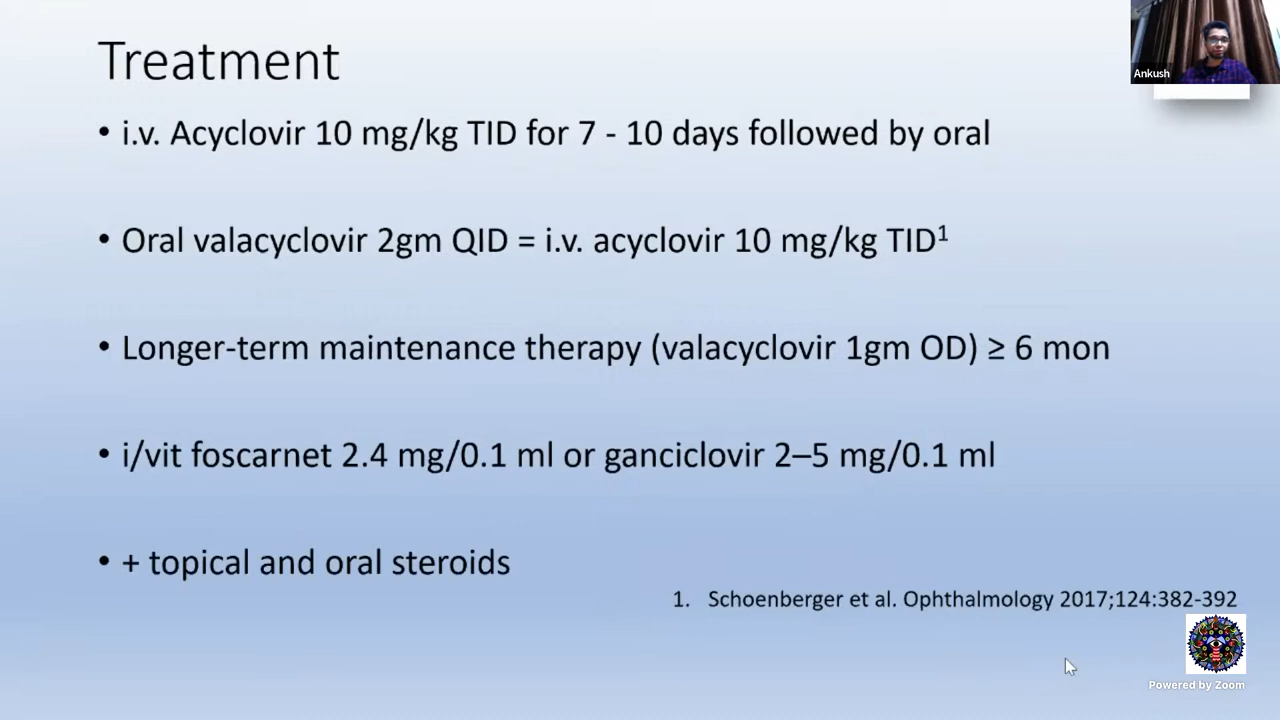 Treatment
Ankush
• i.v. Acyclovir 10 mg/kg TID for 7 - 10 days followed by oral
• Oral valacyclovir 2gm QID = i.v. acyclovir 10 mg/kg TID¹
• Longer-term maintenance therapy (valacyclovir 1gm OD) ≥ 6 mon
• i/vit foscarnet 2.4 mg/0.1 ml or ganciclovir 2–5 mg/0.1 ml
• + topical and oral steroids
1. Schoenberger et al. Ophthalmology 2017;124:382-392
Powered by Zoom